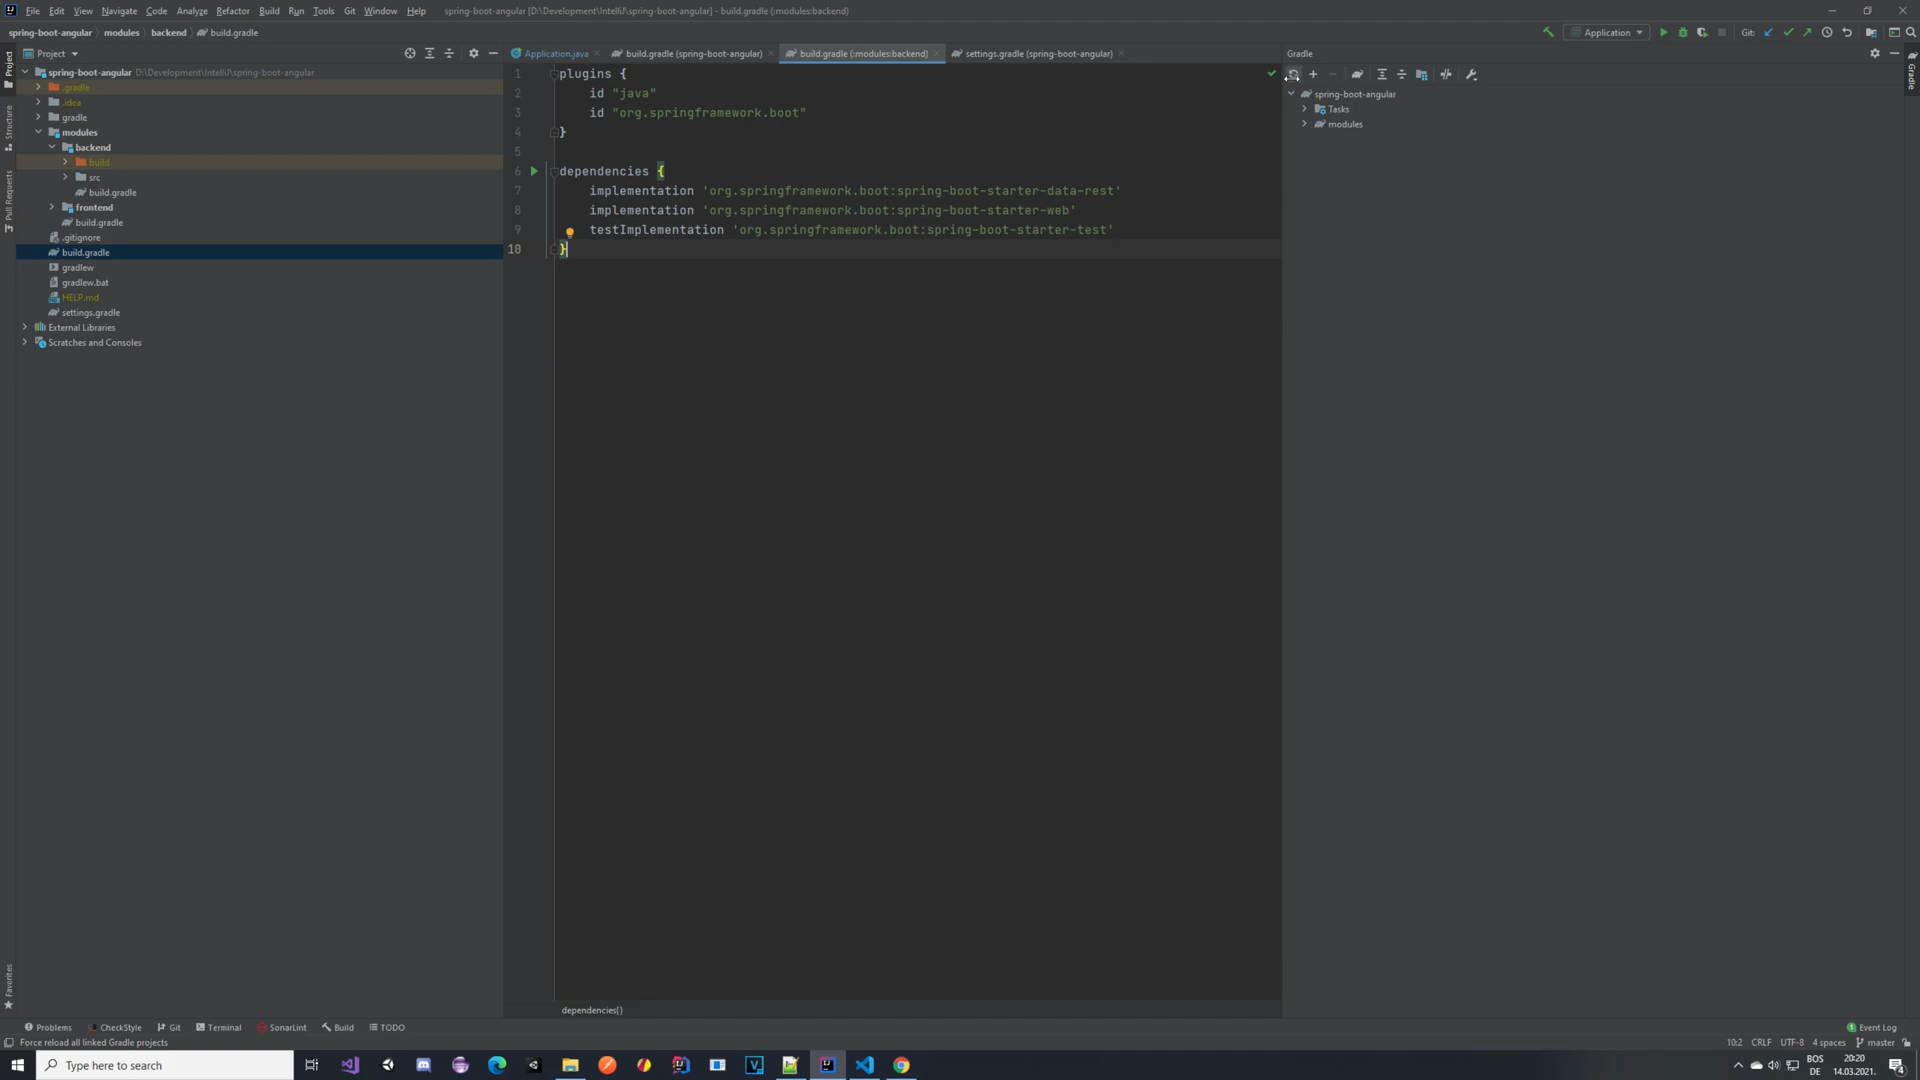 File Edit View Navigate Code Analyze Refactor Build Run Tools Git Window Help spring-boot-angular [D:\Development\IntelliJ\spring-boot-angular] - build.gradle (:modules:backend)
spring-boot-angular modules backend build.gradle Application Git:
Project Application.java build.gradle (spring-boot-angular) build.gradle (:modules:backend) settings.gradle (spring-boot-angular) Gradle
spring-boot-angular D:\Development\IntelliJ\spring-boot-angular
.gradle
.idea
gradle
modules
backend
build
src
build.gradle
frontend
build.gradle
.gitignore
build.gradle
gradlew
gradlew.bat
HELP.md
settings.gradle
External Libraries
Scratches and Consoles
Project
Structure
Pull Requests
Favorites
1 plugins {
2 id "java"
3 id "org.springframework.boot"
4 }
5
6 dependencies {
7 implementation 'org.springframework.boot:spring-boot-starter-data-rest'
8 implementation 'org.springframework.boot:spring-boot-starter-web'
9 testImplementation 'org.springframework.boot:spring-boot-starter-test'
10 }
dependencies{}
spring-boot-angular
Tasks
modules
Gradle
Problems CheckStyle Git Terminal SonarLint Build TODO 1 Event Log
Force reload all linked Gradle projects 10:2 CRLF UTF-8 4 spaces master
Type here to search
BOS
DE
20:20
14.03.2021.
4